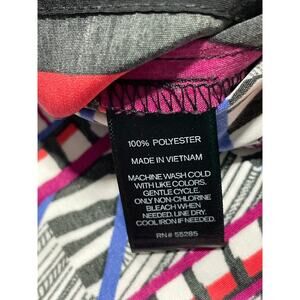 100% POLYESTER
MADE IN VIETNAM
MACHINE WASH COLD
WITH LIKE COLORS.
GENTLE CYCLE.
ONLY NON-CHLORINE
BLEACH WHEN
NEEDED. LINE DRY.
COOL IRON IF NEEDED.
RN# 55285